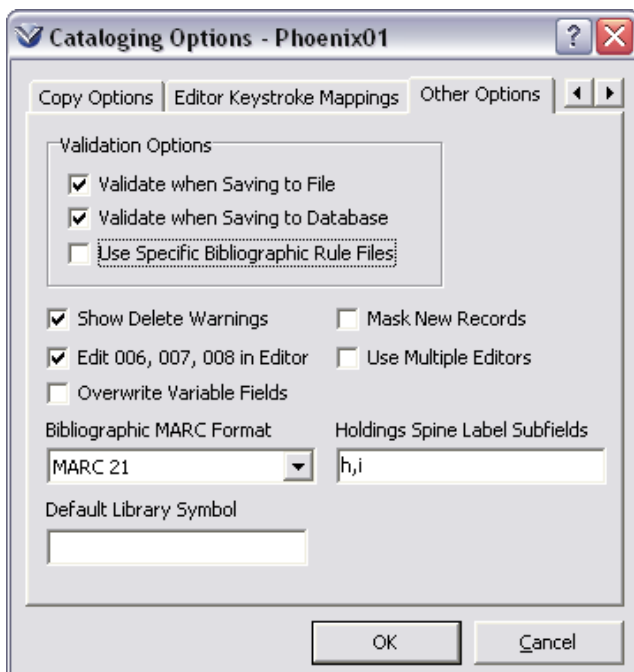 Cataloging Options - Phoenix01
Copy Options Editor Keystroke Mappings Other Options
Validation Options
Validate when Saving to File
Validate when Saving to Database
Use Specific Bibliographic Rule Files
Show Delete Warnings Mask New Records
Edit 006, 007, 008 in Editor Use Multiple Editors
Overwrite Variable Fields
Bibliographic MARC Format Holdings Spine Label Subfields
MARC 21 h,i
Default Library Symbol
OK Cancel